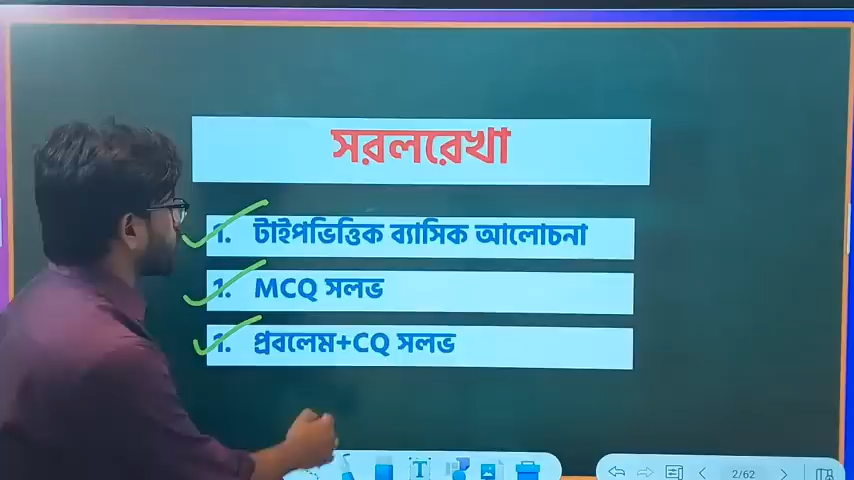 সরলরেখা
1. টাইপভিত্তিক ব্যাসিক আলোচনা
1. MCQ সলভ
1. প্রবলেম+CQ সলভ
T
2/62